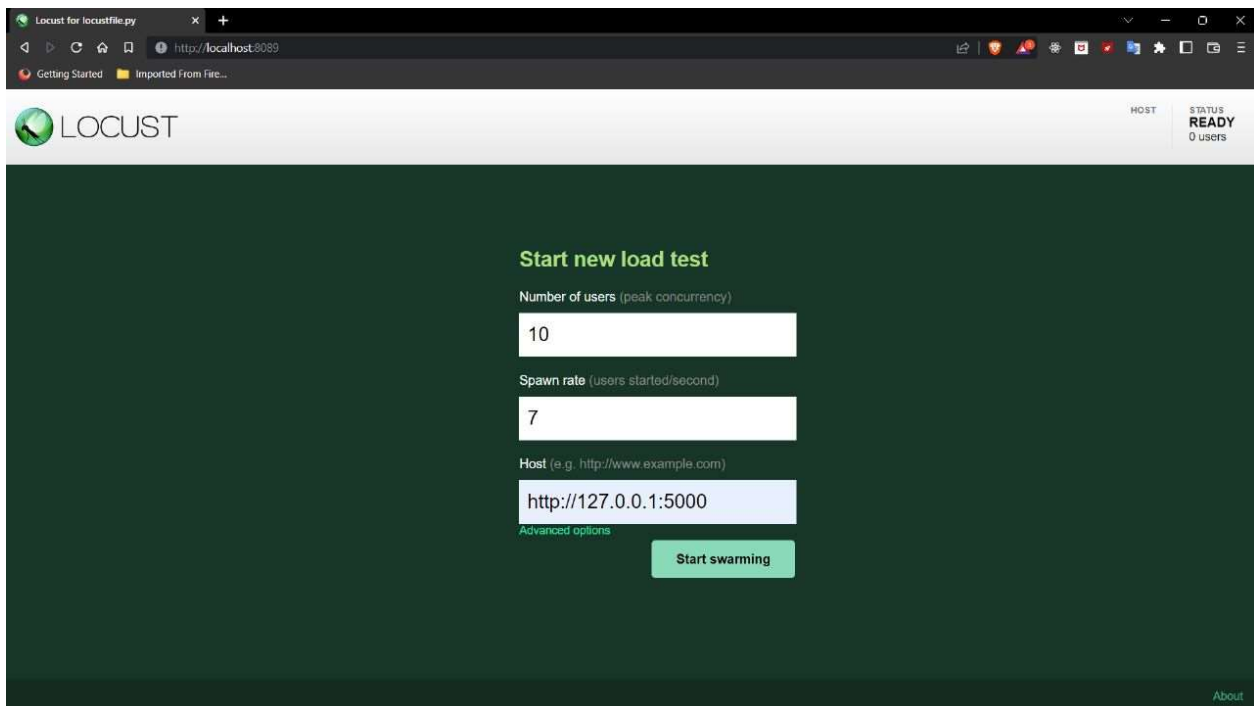 Locust for locustfile.py
http://localhost:8089
Getting Started Imported From Fire...
LOCUST
HOST
STATUS
READY
0 users
Start new load test
Number of users (peak concurrency)
10
Spawn rate (users started/second)
7
Host (e.g. http://www.example.com)
http://127.0.0.1:5000
Advanced options
Start swarming
About